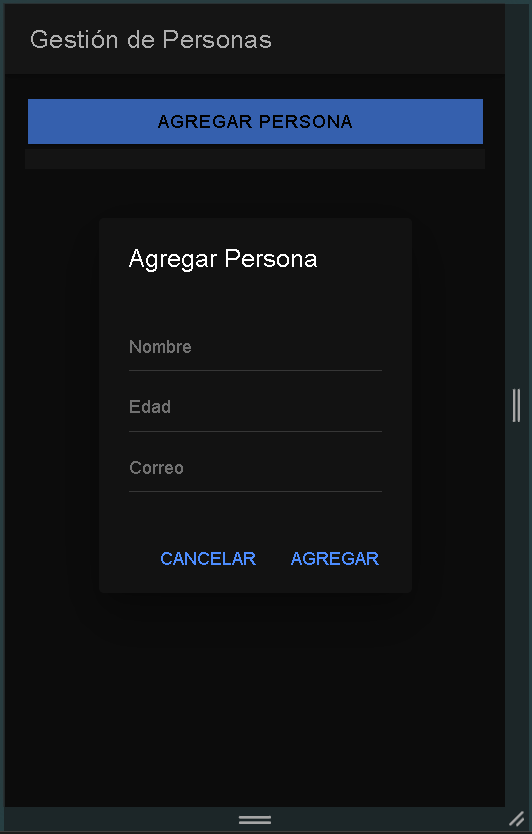 Gestión de Personas
AGREGAR PERSONA
Agregar Persona
Nombre
Edad
Correo
CANCELAR AGREGAR